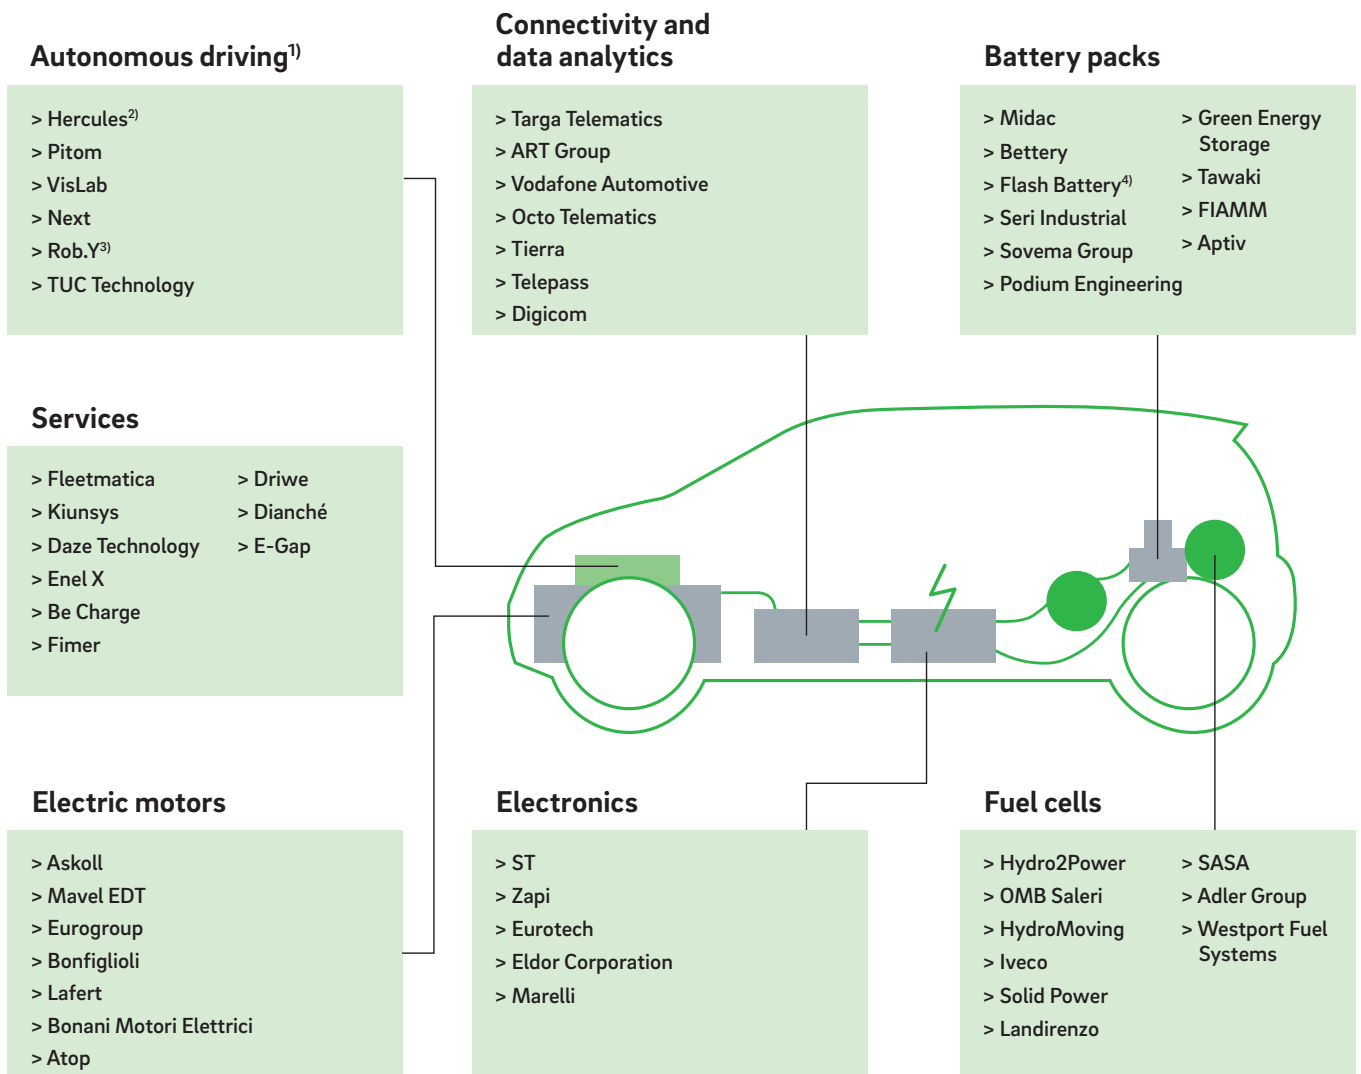 Autonomous driving1)
> Hercules2)
> Pitom
> VisLab
> Next
> Rob.Y3)
> TUC Technology
Connectivity and
data analytics
> Targa Telematics
> ART Group
> Vodafone Automotive
> Octo Telematics
> Tierra
> Telepass
> Digicom
Battery packs
> Midac
> Bettery
> Flash Battery4)
> Seri Industrial
> Sovema Group
> Podium Engineering
> Green Energy
Storage
> Tawaki
> FIAMM
> Aptiv
Services
> Fleetmatica
> Kiunsys
> Daze Technology
> Enel X
> Be Charge
> Fimer
> Driwe
> Dianché
> E-Gap
Electric motors
> Askoll
> Mavel EDT
> Eurogroup
> Bonfiglioli
> Lafert
> Bonani Motori Elettrici
> Atop
Electronics
> ST
> Zapi
> Eurotech
> Eldor Corporation
> Marelli
Fuel cells
> Hydro2Power
> OMB Saleri
> HydroMoving
> Iveco
> Solid Power
> Landirenzo
> SASA
> Adler Group
> Westport Fuel
Systems